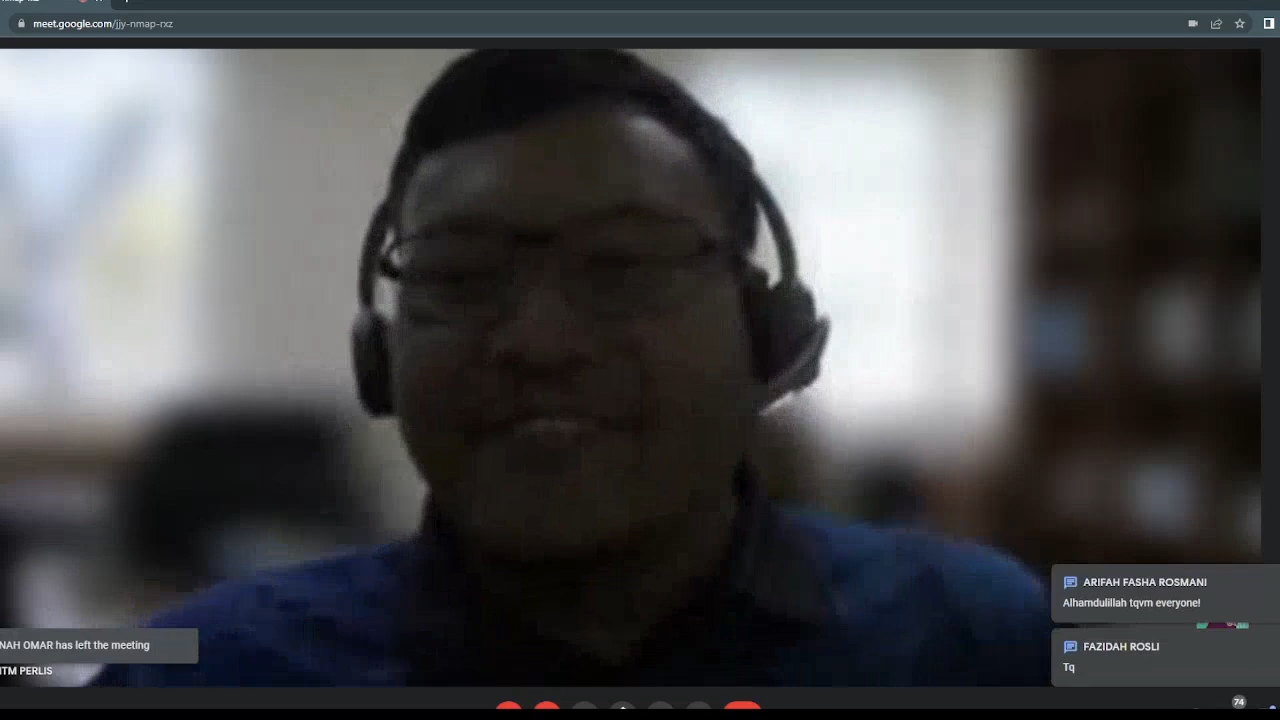 meet.google.com/jjy-nmap-rxz
NAH OMAR has left the meeting
ITM PERLIS
ARIFAH FASHA ROSMANI
Alhamdulillah tqvm everyone!
FAZIDAH ROSLI
Tq
74